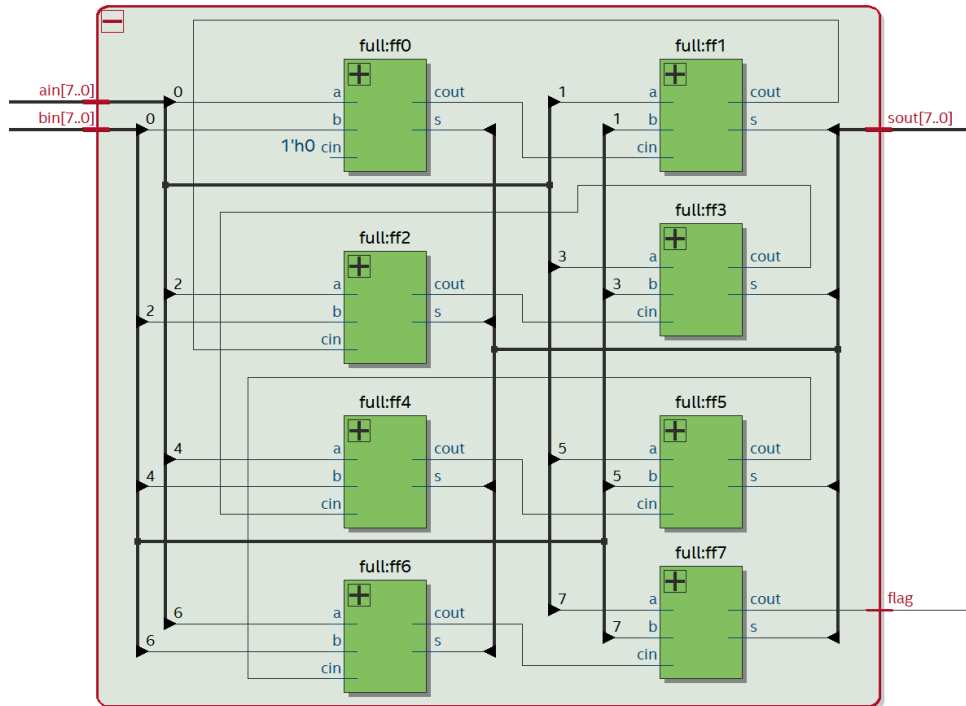 full:ff0 full:ff1
ain[7..0] 0 a cout 1 a cout
bin[7..0] 0 b s 1 b s sout[7..0]
1'h0 cin cin
full:ff2 full:ff3
3 a cout
2 a cout 3 b s
2 b s cin
cin
full:ff4 full:ff5
4 a cout 5 a cout
4 b s 5 b s
cin cin
full:ff6 full:ff7
7 a cout flag
6 a cout 7 b s
6 b s cin
cin